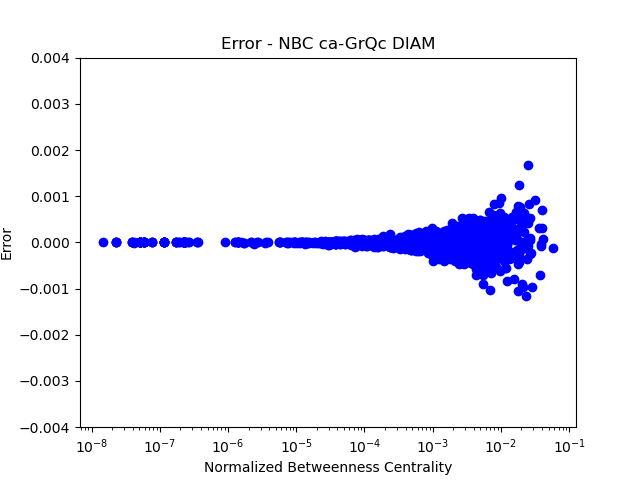 Error - NBC ca-GrQc DIAM
0.004
0.003
0.002
0.001
0.000
−0.001
−0.002
−0.003
−0.004
Error
10⁻⁸ 10⁻⁷ 10⁻⁶ 10⁻⁵ 10⁻⁴ 10⁻³ 10⁻² 10⁻¹
Normalized Betweenness Centrality